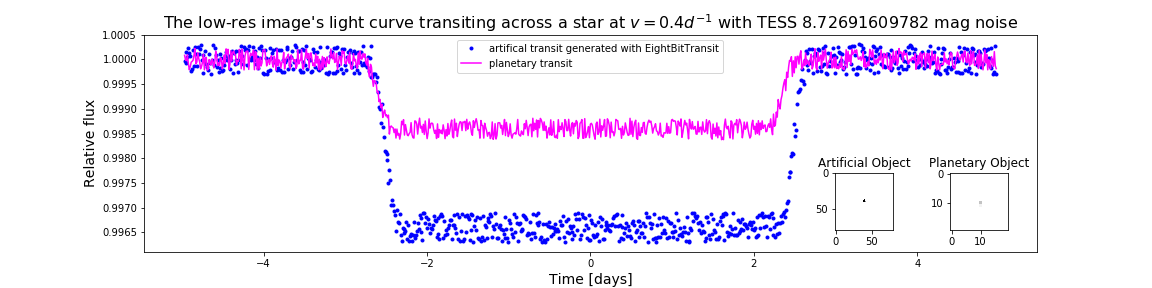 The low-res image's light curve transiting across a star at v = 0.4d⁻¹ with TESS 8.72691609782 mag noise
artifical transit generated with EightBitTransit
planetary transit
Relative flux
1.0005
1.0000
0.9995
0.9990
0.9985
0.9980
0.9975
0.9970
0.9965
Artificial Object
0
50
0 50
Planetary Object
0
10
0 10
−4 −2 0 2 4
Time [days]